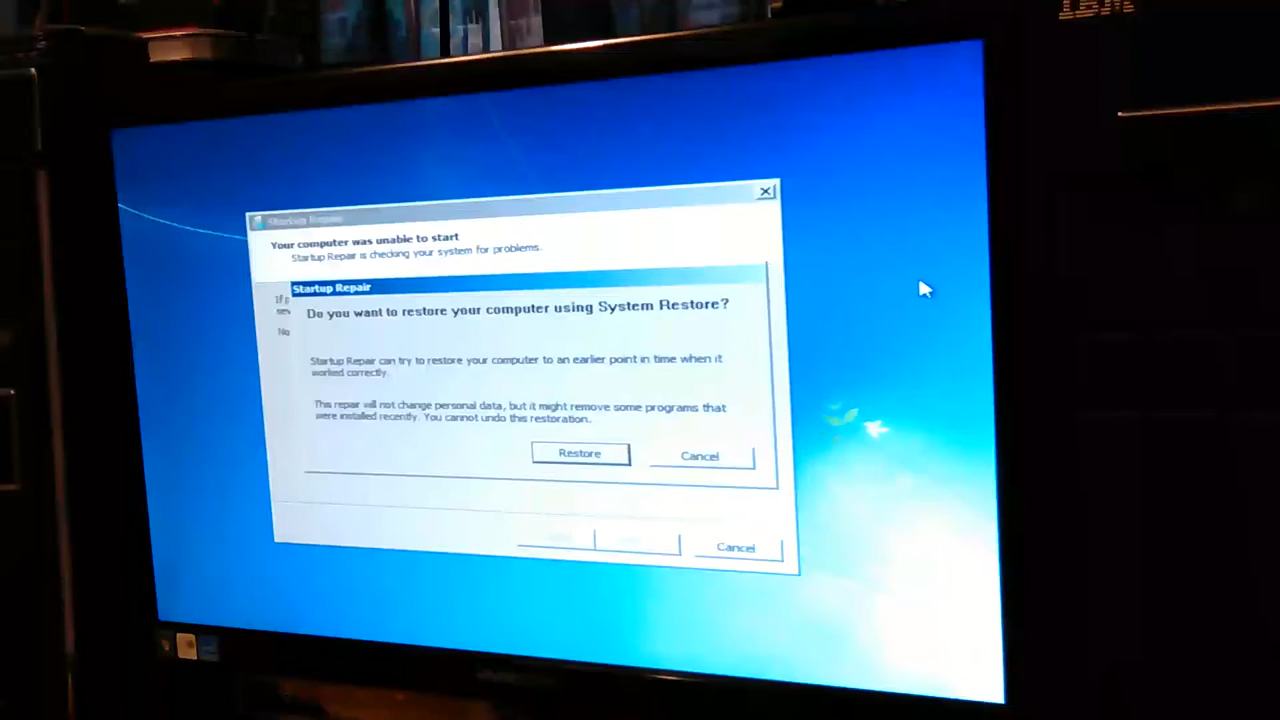 IBM
Startup Repair
Your computer was unable to start
Startup Repair is checking your system for problems.
If p
sev
No
Startup Repair
Do you want to restore your computer using System Restore?
Startup Repair can try to restore your computer to an earlier point in time when it
worked correctly.
This repair will not change personal data, but it might remove some programs that
were installed recently. You cannot undo this restoration.
Restore
Cancel
Cancel